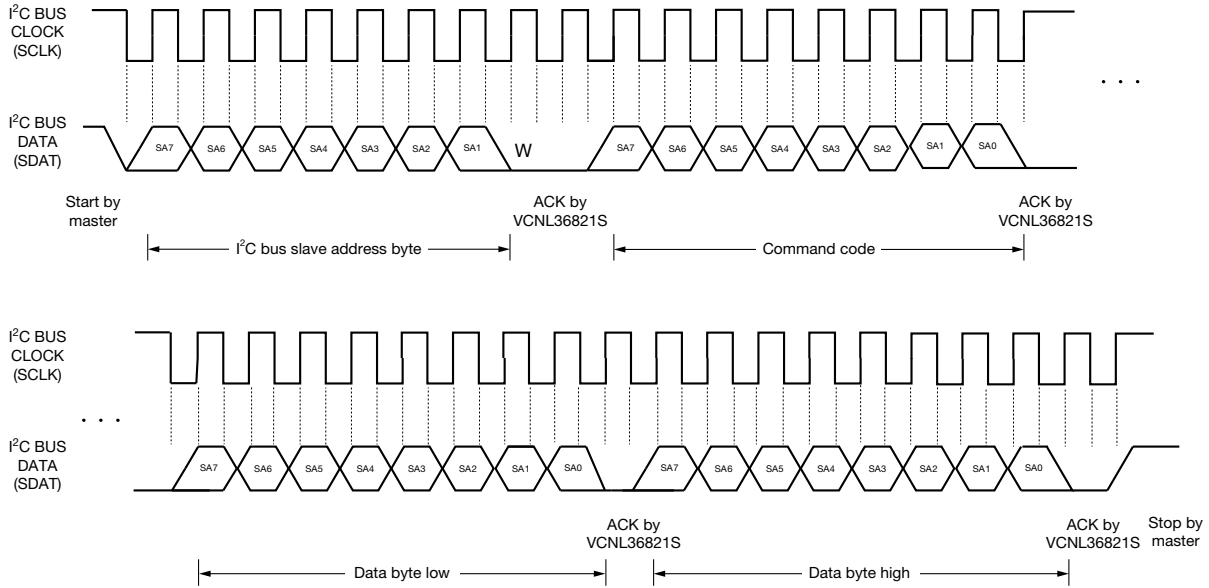 I²C BUS
CLOCK
(SCLK)
. . .
I²C BUS
DATA
(SDAT)
SA7 SA6 SA5 SA4 SA3 SA2 SA1 W SA7 SA6 SA5 SA4 SA3 SA2 SA1 SA0
Start by
master
ACK by
VCNL36821S
ACK by
VCNL36821S
I²C bus slave address byte
Command code
I²C BUS
CLOCK
(SCLK)
. . .
I²C BUS
DATA
(SDAT)
SA7 SA6 SA5 SA4 SA3 SA2 SA1 SA0 SA7 SA6 SA5 SA4 SA3 SA2 SA1 SA0
ACK by
VCNL36821S
ACK by
VCNL36821S
Stop by
master
Data byte low
Data byte high